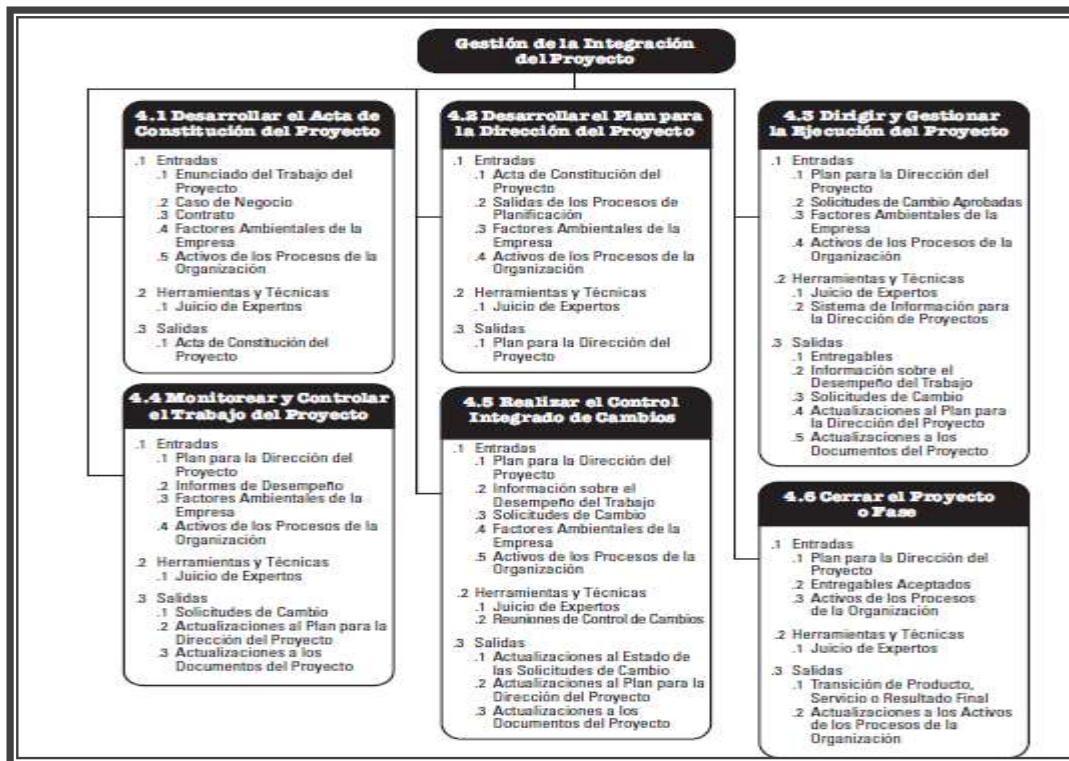 Gestión de la Integración
del Proyecto
4.1 Desarrollar el Acta de
Constitución del Proyecto
.1 Entradas
.1 Enunciado del Trabajo del
Proyecto
.2 Caso de Negocio
.3 Contrato
.4 Factores Ambientales de la
Empresa
.5 Activos de los Procesos de la
Organización
.2 Herramientas y Técnicas
.1 Juicio de Expertos
.3 Salidas
.1 Acta de Constitución del
Proyecto
4.2 Desarrollar el Plan para
la Dirección del Proyecto
.1 Entradas
.1 Acta de Constitución del
Proyecto
.2 Salidas de los Procesos de
Planificación
.3 Factores Ambientales de la
Empresa
.4 Activos de los Procesos de la
Organización
.2 Herramientas y Técnicas
.1 Juicio de Expertos
.3 Salidas
.1 Plan para la Dirección del
Proyecto
4.3 Dirigir y Gestionar
la Ejecución del Proyecto
.1 Entradas
.1 Plan para la Dirección del
Proyecto
.2 Solicitudes de Cambio Aprobadas
.3 Factores Ambientales de la
Empresa
.4 Activos de los Procesos de la
Organización
.2 Herramientas y Técnicas
.1 Juicio de Expertos
.2 Sistema de Información para
la Dirección de Proyectos
.3 Salidas
.1 Entregables
.2 Información sobre el
Desempeño del Trabajo
.3 Solicitudes de Cambio
.4 Actualizaciones al Plan para
la Dirección del Proyecto
.5 Actualizaciones a los
Documentos del Proyecto
4.4 Monitorear y Controlar
el Trabajo del Proyecto
.1 Entradas
.1 Plan para la Dirección del
Proyecto
.2 Informes de Desempeño
.3 Factores Ambientales de la
Empresa
.4 Activos de los Procesos de la
Organización
.2 Herramientas y Técnicas
.1 Juicio de Expertos
.3 Salidas
.1 Solicitudes de Cambio
.2 Actualizaciones al Plan para la
Dirección del Proyecto
.3 Actualizaciones a los
Documentos del Proyecto
4.5 Realizar el Control
Integrado de Cambios
.1 Entradas
.1 Plan para la Dirección del
Proyecto
.2 Información sobre el
Desempeño del Trabajo
.3 Solicitudes de Cambio
.4 Factores Ambientales de la
Empresa
.5 Activos de los Procesos de la
Organización
.2 Herramientas y Técnicas
.1 Juicio de Expertos
.2 Reuniones de Control de Cambios
.3 Salidas
.1 Actualizaciones al Estado de
las Solicitudes de Cambio
.2 Actualizaciones al Plan para la
Dirección del Proyecto
.3 Actualizaciones a los
Documentos del Proyecto
4.6 Cerrar el Proyecto
o Fase
.1 Entradas
.1 Plan para la Dirección del
Proyecto
.2 Entregables Aceptados
.3 Activos de los Procesos
de la Organización
.2 Herramientas y Técnicas
.1 Juicio de Expertos
.3 Salidas
.1 Transición de Producto,
Servicio o Resultado Final
.2 Actualizaciones a los Activos
de los Procesos de la
Organización